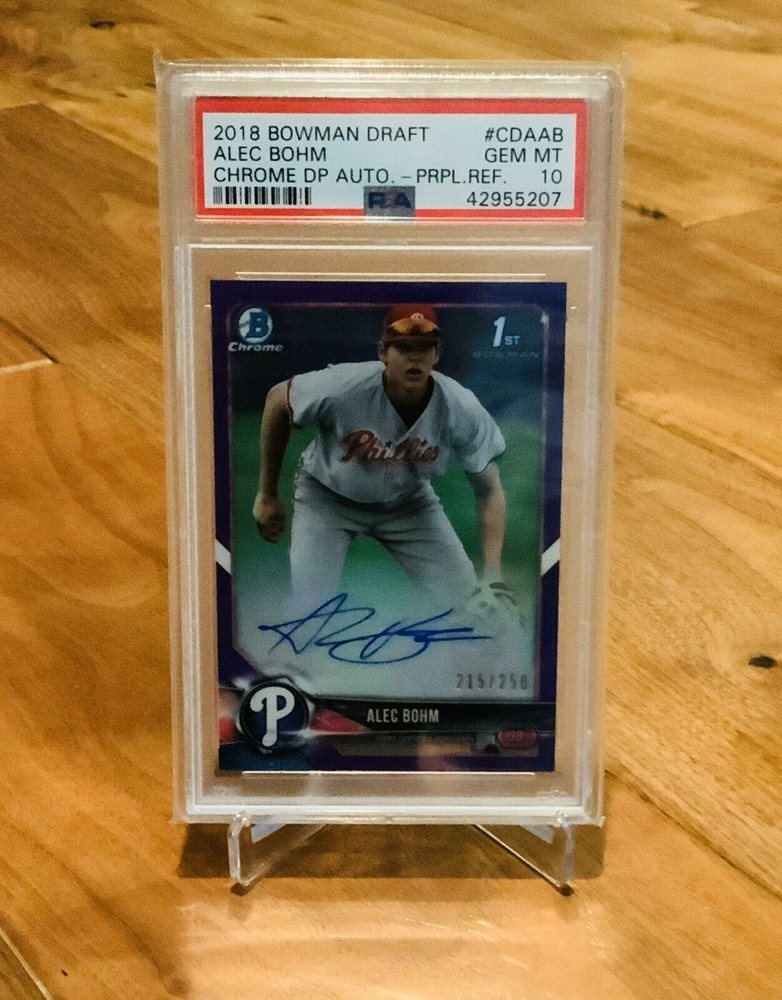 2018 BOWMAN DRAFT #CDAAB
ALEC BOHM GEM MT
CHROME DP AUTO.-PRPL.REF. 10
42955207
B
Chrome
1ST
BOWMAN
Phillies
215/250
P
ALEC BOHM
3B